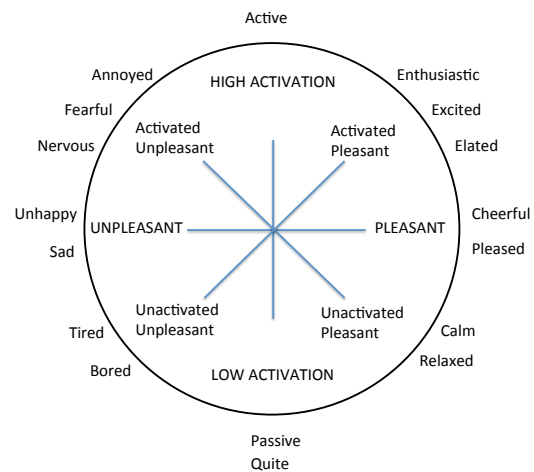 Active
Annoyed
HIGH ACTIVATION
Enthusiastic
Fearful
Excited
Nervous
Activated
Unpleasant
Activated
Pleasant
Elated
Unhappy
UNPLEASANT
PLEASANT
Cheerful
Sad
Pleased
Unactivated
Unpleasant
Unactivated
Pleasant
Tired
Calm
Bored
LOW ACTIVATION
Relaxed
Passive
Quite